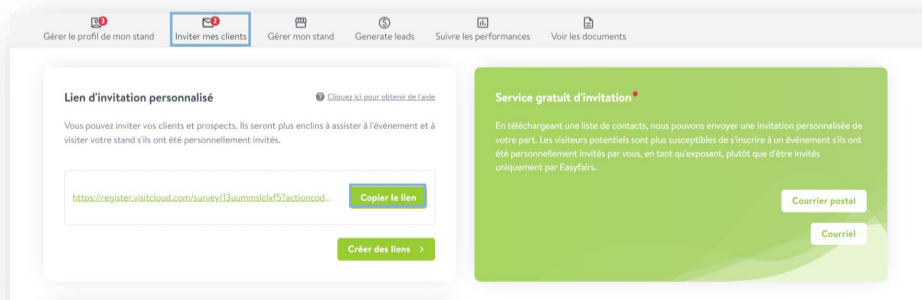 3
2
Gérer le profil de mon stand
Inviter mes clients
Gérer mon stand
Generate leads
Suivre les performances
Voir les documents
Lien d'invitation personnalisé
Cliquez ici pour obtenir de l'aide
Vous pouvez inviter vos clients et prospects. Ils seront plus enclins à assister à l'événement et à
visiter votre stand s'ils ont été personnellement invités.
https://register.visitcloud.com/survey/13uummslclxf5?actioncod...
Copier le lien
Créer des liens >
Service gratuit d'invitation
En téléchargeant une liste de contacts, nous pouvons envoyer une invitation personnalisée de
votre part. Les visiteurs potentiels sont plus susceptibles de s'inscrire à un événement s'ils ont
été personnellement invités par vous, en tant qu'exposant, plutôt que d'être invités
uniquement par Easyfairs.
Courrier postal
Courriel